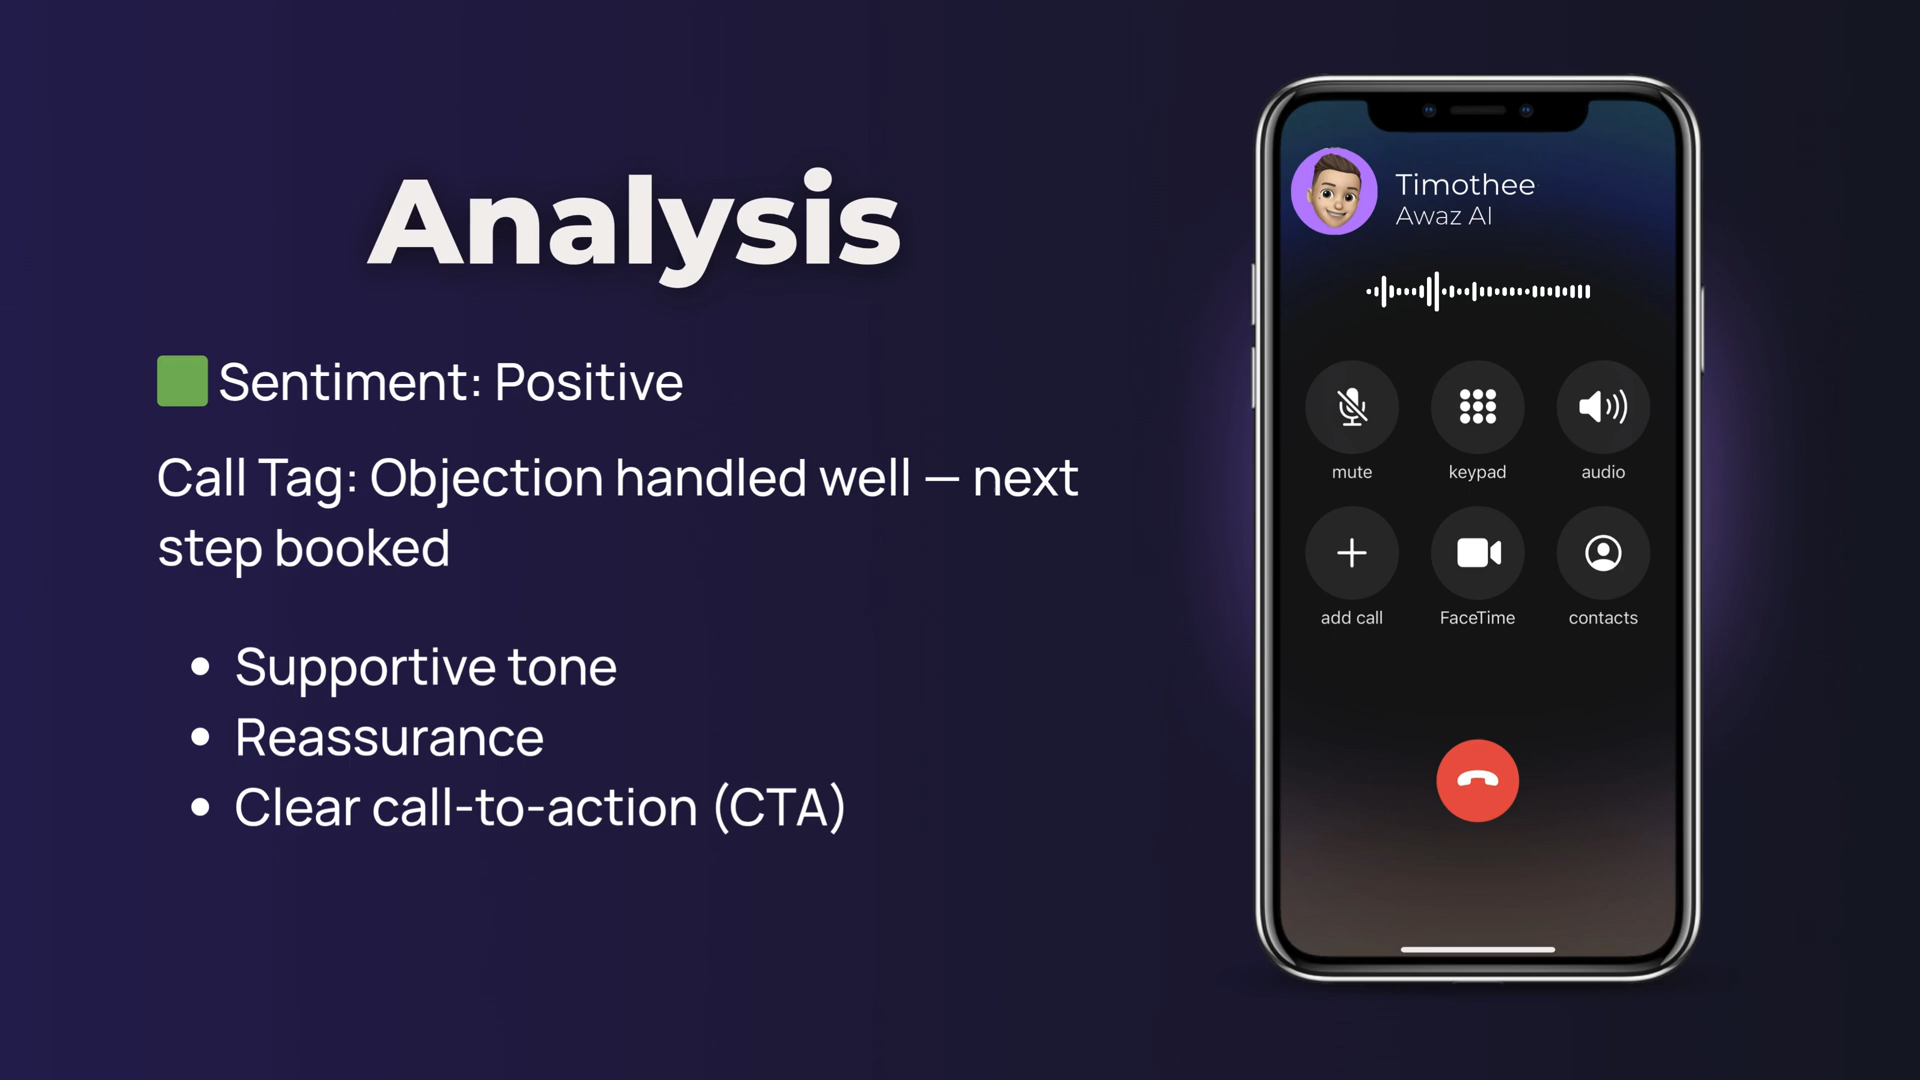 Analysis
Sentiment: Positive
Call Tag: Objection handled well — next
step booked
• Supportive tone
• Reassurance
• Clear call-to-action (CTA)
Timothee
Awaz AI
mute
keypad
audio
add call
FaceTime
contacts